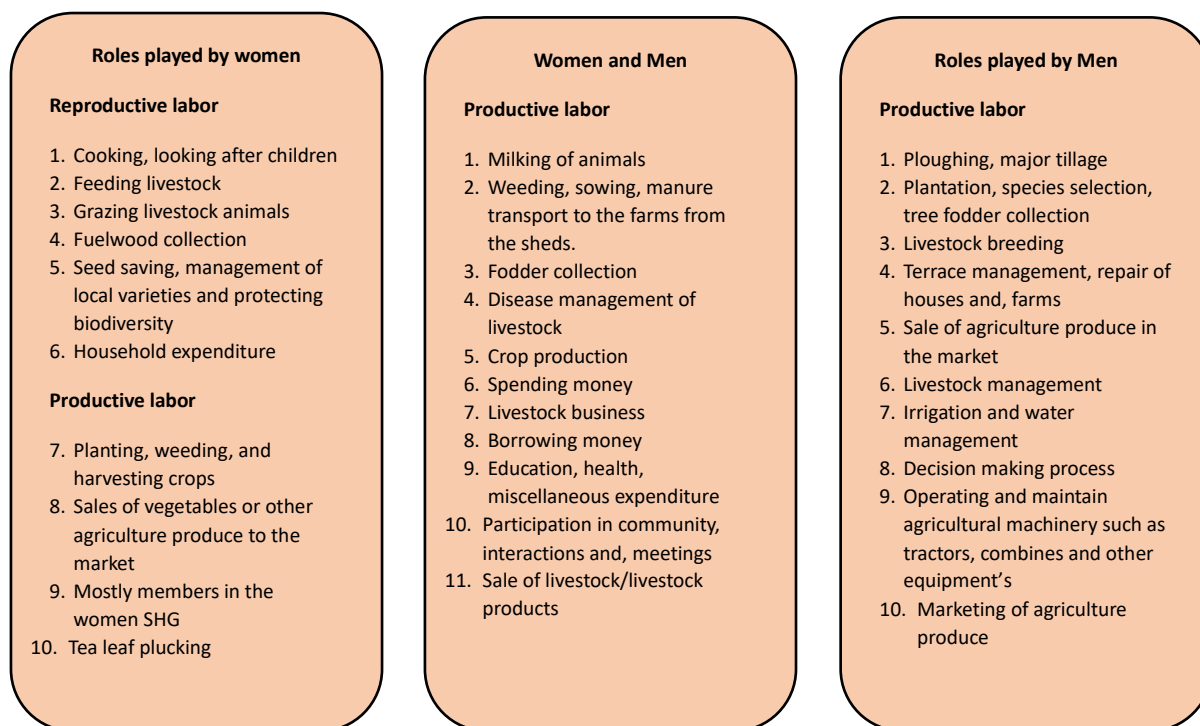 Roles played by women
Reproductive labor
1. Cooking, looking after children
2. Feeding livestock
3. Grazing livestock animals
4. Fuelwood collection
5. Seed saving, management of
local varieties and protecting
biodiversity
6. Household expenditure
Productive labor
7. Planting, weeding, and
harvesting crops
8. Sales of vegetables or other
agriculture produce to the
market
9. Mostly members in the
women SHG
10. Tea leaf plucking
Women and Men
Productive labor
1. Milking of animals
2. Weeding, sowing, manure
transport to the farms from
the sheds.
3. Fodder collection
4. Disease management of
livestock
5. Crop production
6. Spending money
7. Livestock business
8. Borrowing money
9. Education, health,
miscellaneous expenditure
10. Participation in community,
interactions and, meetings
11. Sale of livestock/livestock
products
Roles played by Men
Productive labor
1. Ploughing, major tillage
2. Plantation, species selection,
tree fodder collection
3. Livestock breeding
4. Terrace management, repair of
houses and, farms
5. Sale of agriculture produce in
the market
6. Livestock management
7. Irrigation and water
management
8. Decision making process
9. Operating and maintain
agricultural machinery such as
tractors, combines and other
equipment's
10. Marketing of agriculture
produce